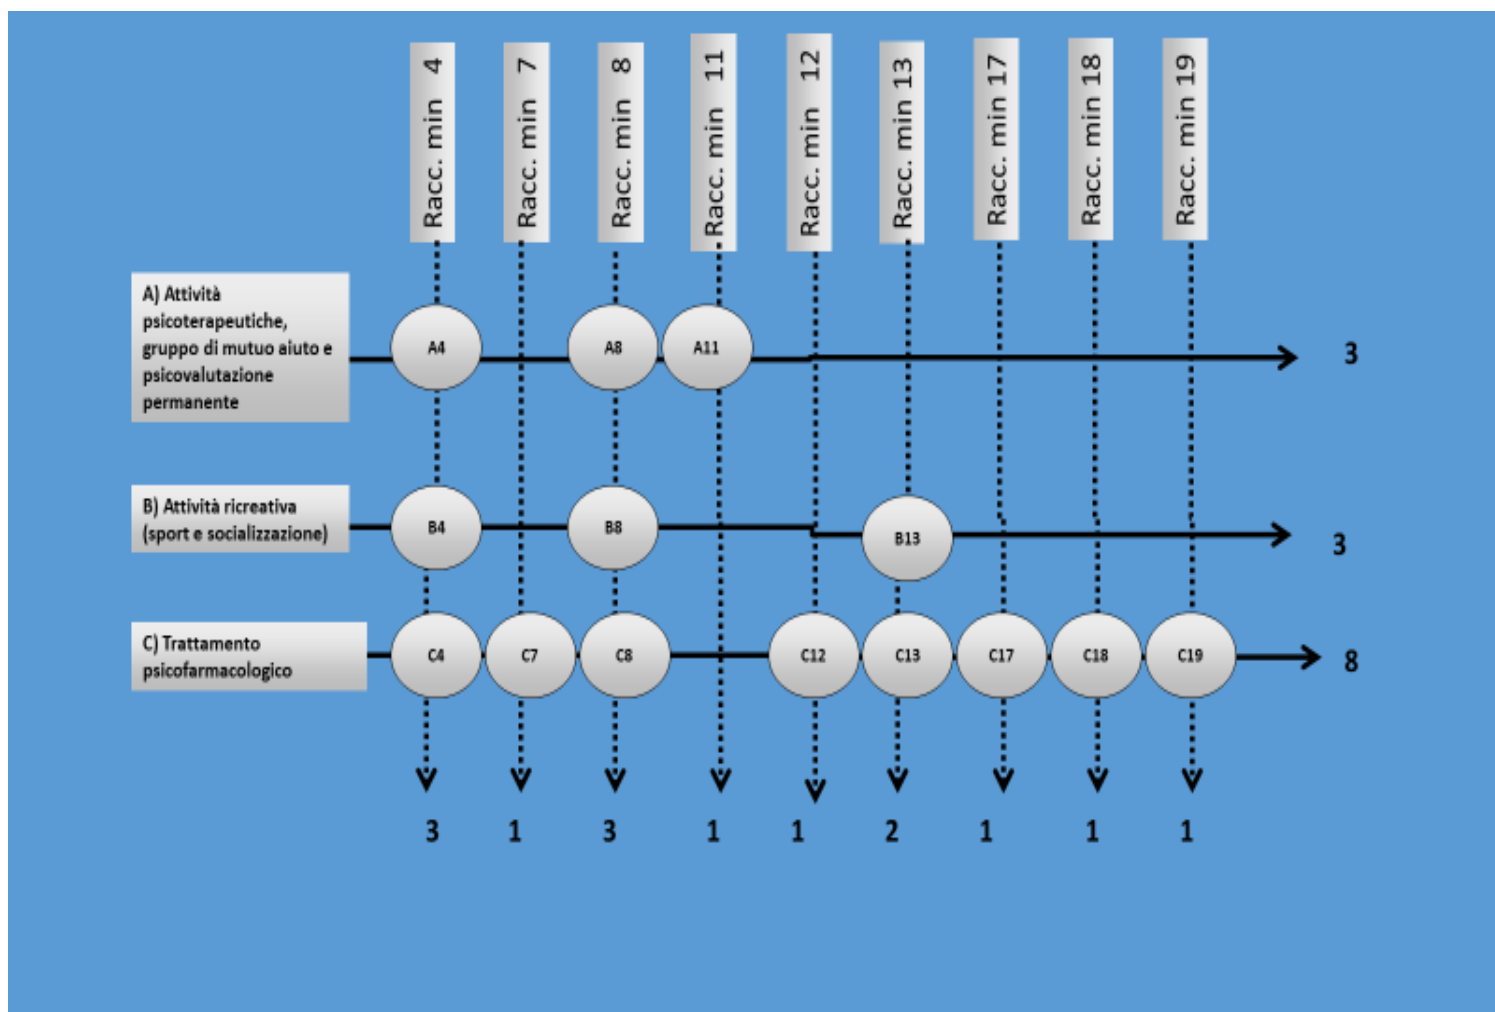 Racc. min 4
Racc. min 7
Racc. min 8
Racc. min 11
Racc. min 12
Racc. min 13
Racc. min 17
Racc. min 18
Racc. min 19
A) Attività
psicoterapeutiche,
gruppo di mutuo aiuto e
psicovalutazione
permanente
A4
A8
A11
3
B) Attività ricreativa
(sport e socializzazione)
B4
B8
B13
3
C) Trattamento
psicofarmacologico
C4
C7
C8
C12
C13
C17
C18
C19
8
3
1
3
1
1
2
1
1
1